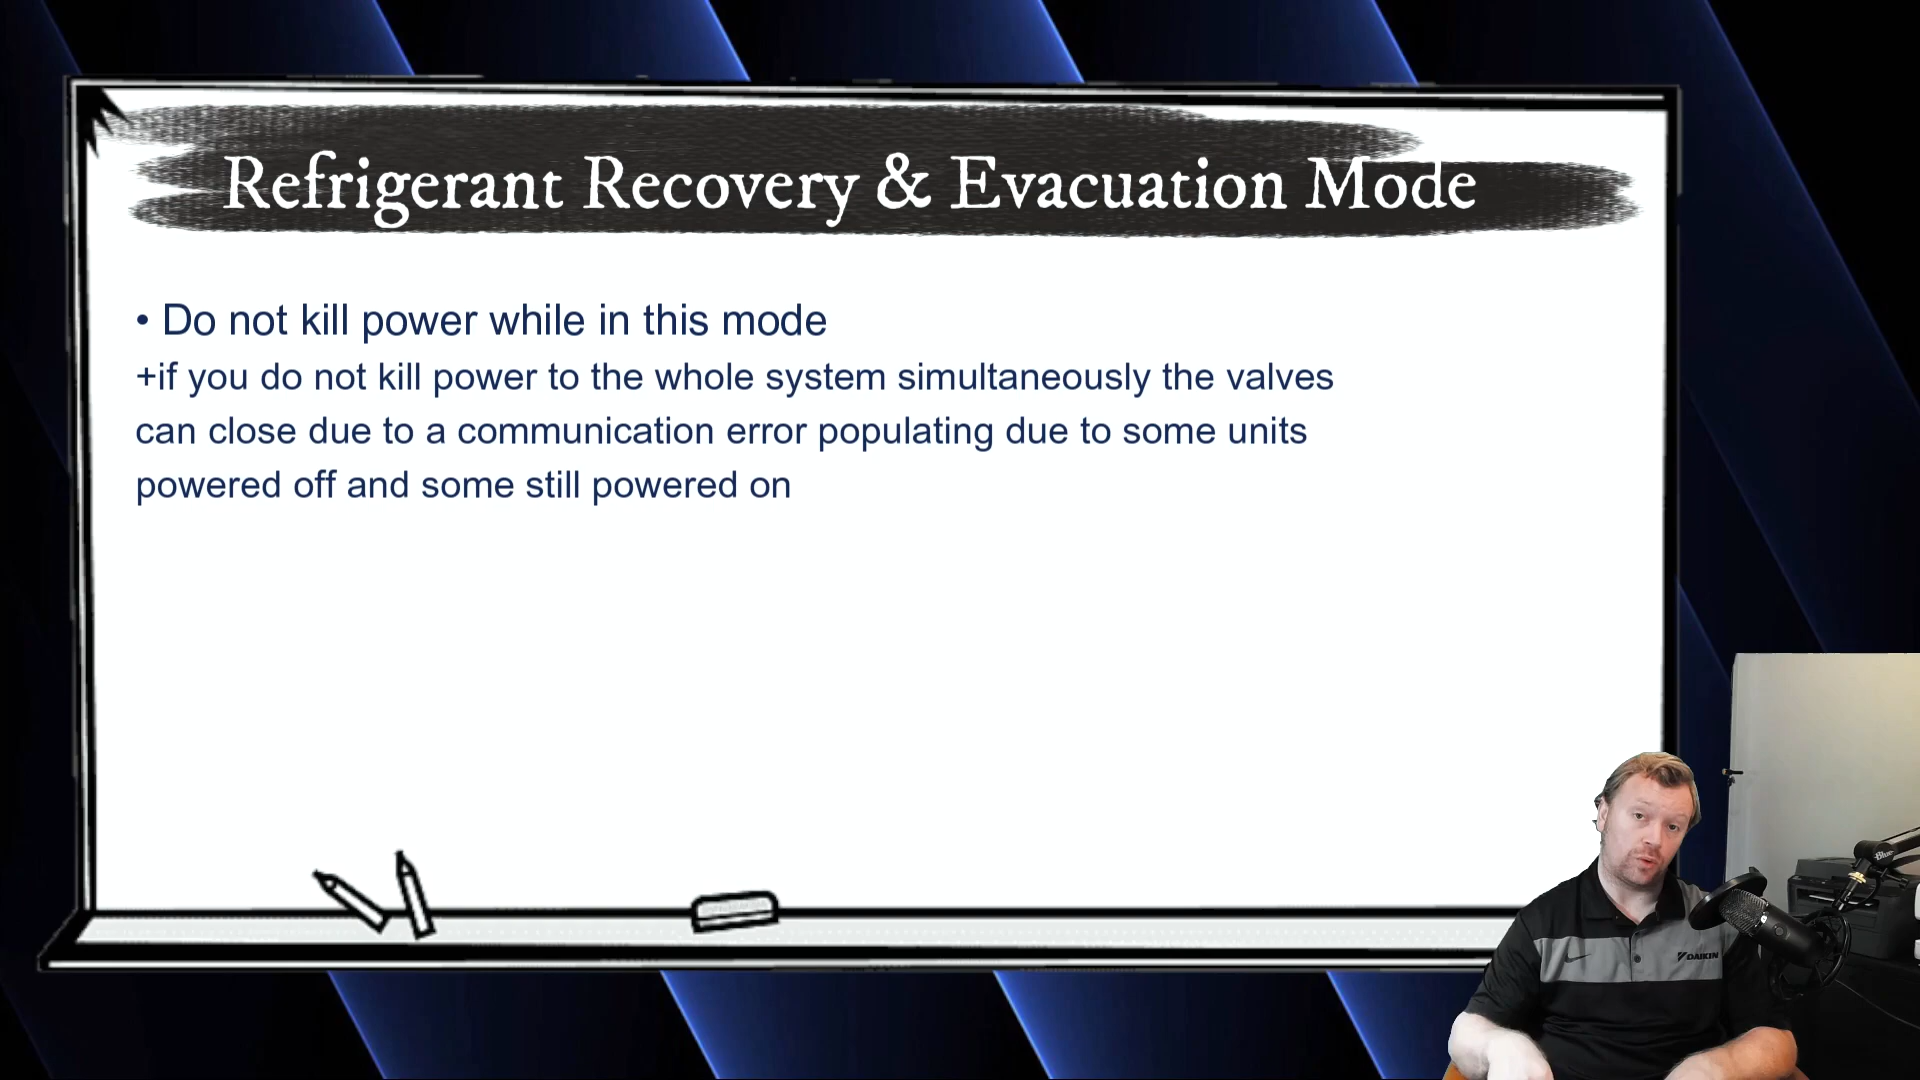 Refrigerant Recovery & Evacuation Mode
• Do not kill power while in this mode
+if you do not kill power to the whole system simultaneously the valves
can close due to a communication error populating due to some units
powered off and some still powered on
Blue
DAIKIN